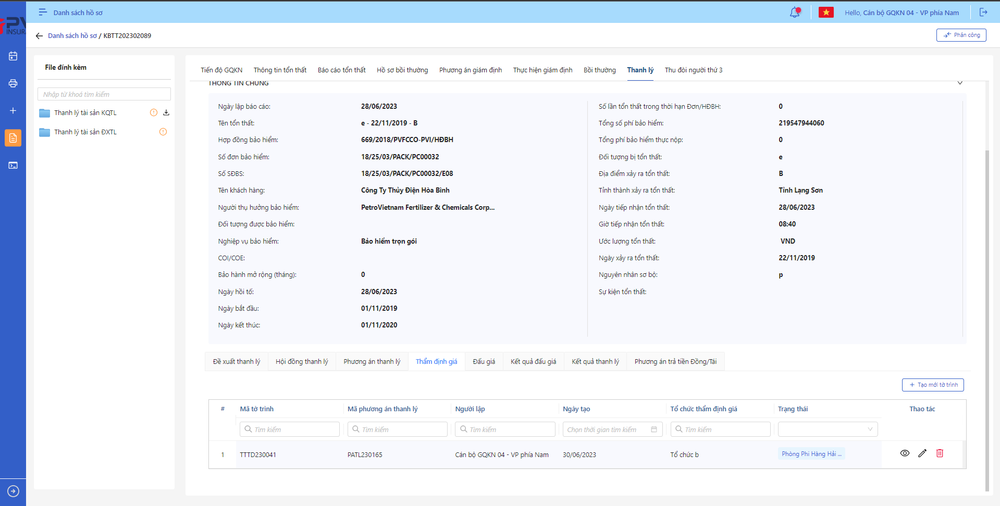 Danh sách hồ sơ
Hello, Cán bộ GQKN 04 - VP phía Nam
PV
INSUR
Danh sách hồ sơ / KBTT202302089
Phân công
File đính kèm
Nhập từ khoá tìm kiếm
Thanh lý tài sản KQTL
Thanh lý tài sản ĐXTL
Tiến độ GQKN
Thông tin tổn thất
Báo cáo tổn thất
Hồ sơ bồi thường
Phương án giám định
Thực hiện giám định
Bồi thường
Thanh lý
Thu đòi người thứ 3
THÔNG TIN CHUNG
Ngày lập báo cáo: 28/06/2023
Tên tổn thất: e - 22/11/2019 - B
Hợp đồng bảo hiểm: 669/2018/PVFCCO-PVI/HĐBH
Số đơn bảo hiểm: 18/25/03/PACK/PC00032
Số SĐBS: 18/25/03/PACK/PC00032/E08
Tên khách hàng: Công Ty Thủy Điện Hòa Bình
Người thụ hưởng bảo hiểm: PetroVietnam Fertilizer & Chemicals Corp...
Đối tượng được bảo hiểm:
Nghiệp vụ bảo hiểm: Bảo hiểm trọn gói
COI/COE:
Bảo hành mở rộng (tháng): 0
Ngày hồi tố: 28/06/2023
Ngày bắt đầu: 01/11/2019
Ngày kết thúc: 01/11/2020
Số lần tổn thất trong thời hạn Đơn/HĐBH: 0
Tổng số phí bảo hiểm: 219547944060
Tổng phí bảo hiểm thực nộp: 0
Đối tượng bị tổn thất: e
Địa điểm xảy ra tổn thất: B
Tỉnh thành xảy ra tổn thất: Tỉnh Lạng Sơn
Ngày tiếp nhận tổn thất: 28/06/2023
Giờ tiếp nhận tổn thất: 08:40
Ước lượng tổn thất: VND
Ngày xảy ra tổn thất: 22/11/2019
Nguyên nhân sơ bộ: p
Sự kiện tổn thất:
Đề xuất thanh lý
Hội đồng thanh lý
Phương án thanh lý
Thẩm định giá
Đấu giá
Kết quả đấu giá
Kết quả thanh lý
Phương án trả tiền Đồng/Tái
+ Tạo mới tờ trình
# Mã tờ trình Mã phương án thanh lý Người lập Ngày tạo Tổ chức thẩm định giá Trạng thái Thao tác
Tìm kiếm Tìm kiếm Tìm kiếm Chọn thời gian tìm kiếm Tìm kiếm
1 TTTD230041 PATL230165 Cán bộ GQKN 04 - VP phía Nam 30/06/2023 Tổ chức b Phòng Phi Hàng Hải ...